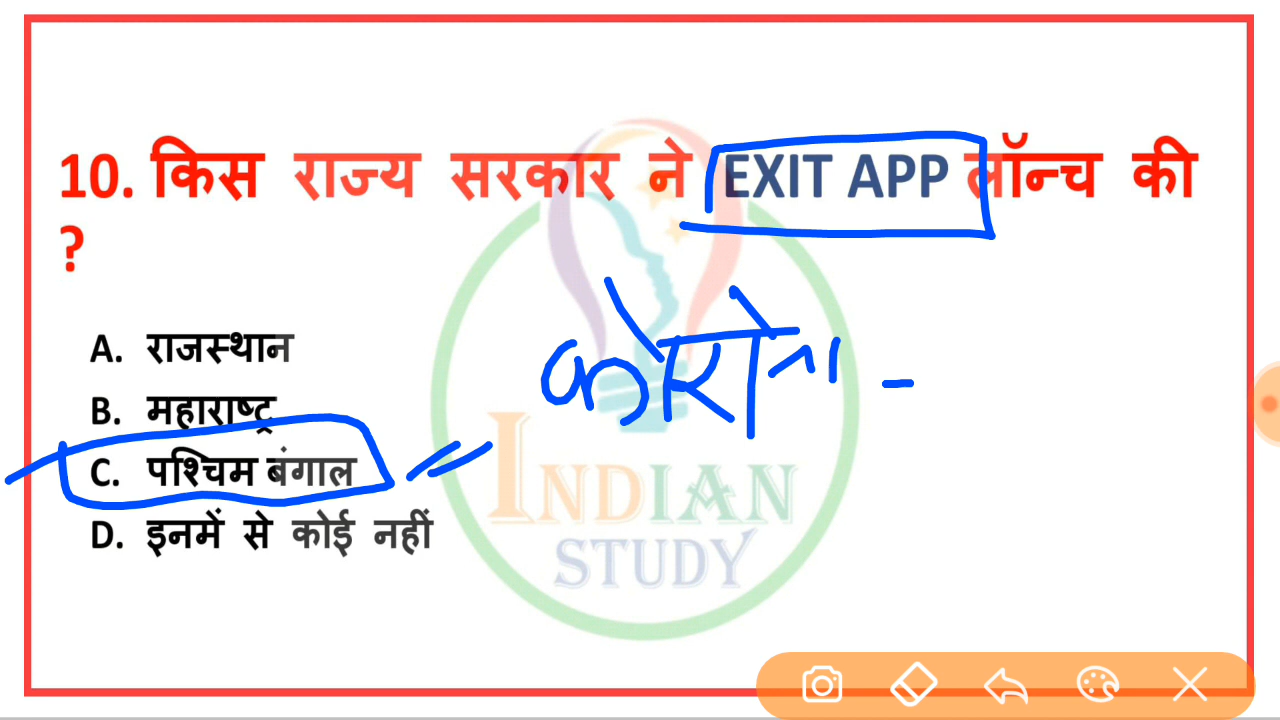 10. किस राज्य सरकार ने EXIT APP लॉन्च की
?
A. राजस्थान
B. महाराष्ट्र
C. पश्चिम बंगाल
D. इनमें से कोई नहीं
कोरोना -
INDIAN
STUDY